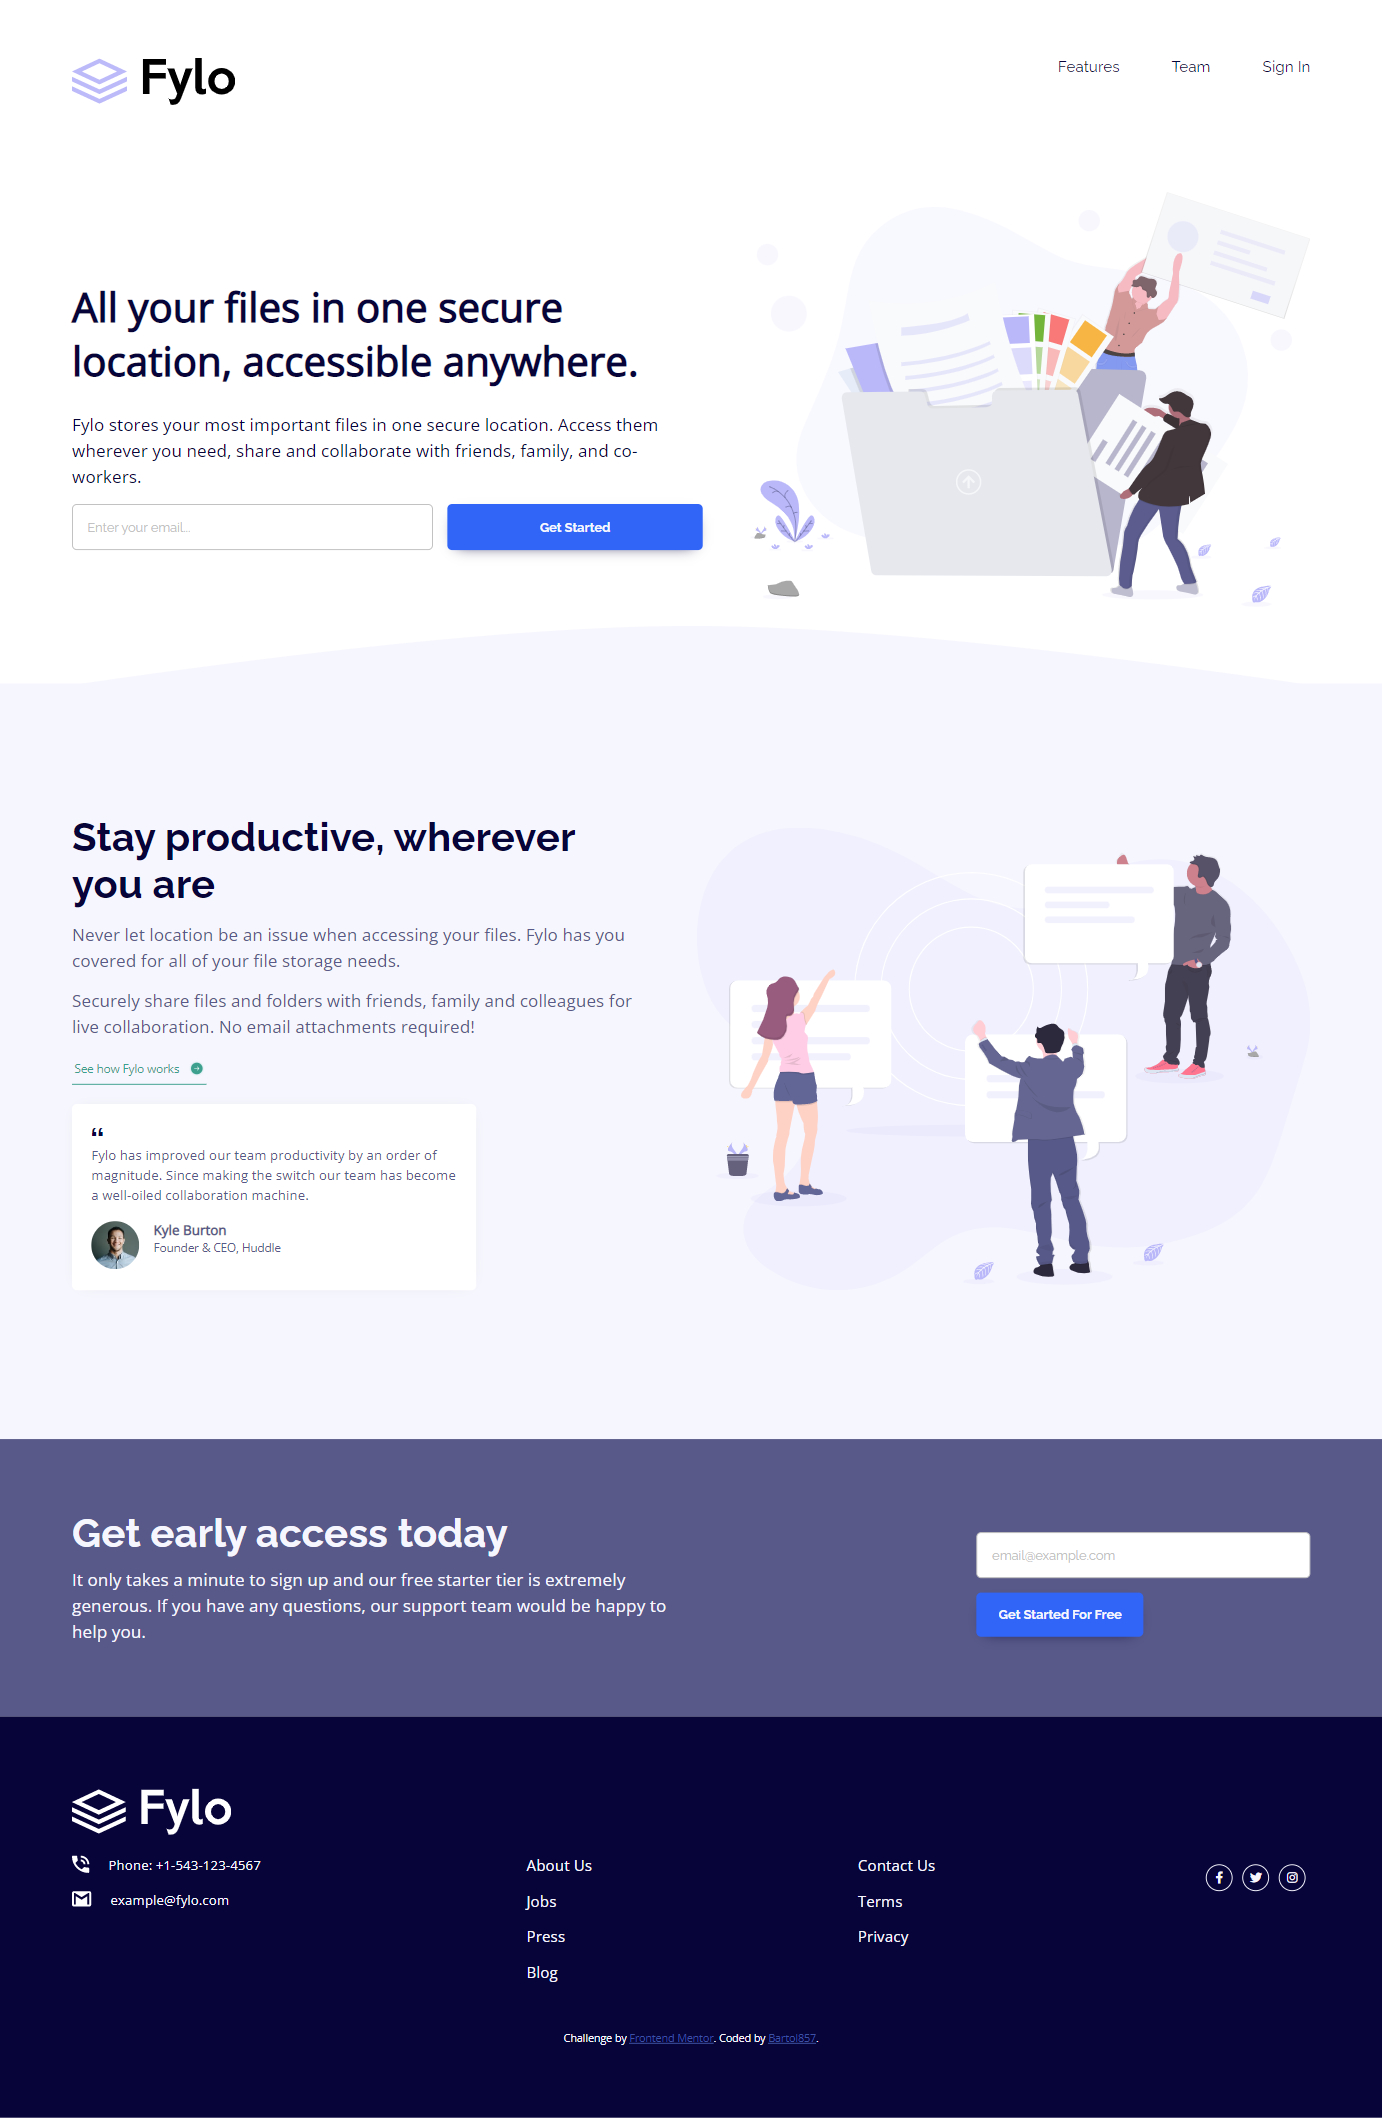 Fylo
Features
Team
Sign In
All your files in one secure
location, accessible anywhere.
Fylo stores your most important files in one secure location. Access them
wherever you need, share and collaborate with friends, family, and co-
workers.
Enter your email...
Get Started
Stay productive, wherever
you are
Never let location be an issue when accessing your files. Fylo has you
covered for all of your file storage needs.
Securely share files and folders with friends, family and colleagues for
live collaboration. No email attachments required!
See how Fylo works
“
Fylo has improved our team productivity by an order of
magnitude. Since making the switch our team has become
a well-oiled collaboration machine.
Kyle Burton
Founder & CEO, Huddle
Get early access today
It only takes a minute to sign up and our free starter tier is extremely
generous. If you have any questions, our support team would be happy to
help you.
email@example.com
Get Started For Free
Fylo
Phone: +1-543-123-4567
example@fylo.com
About Us
Jobs
Press
Blog
Contact Us
Terms
Privacy
Challenge by Frontend Mentor. Coded by Bartol857.